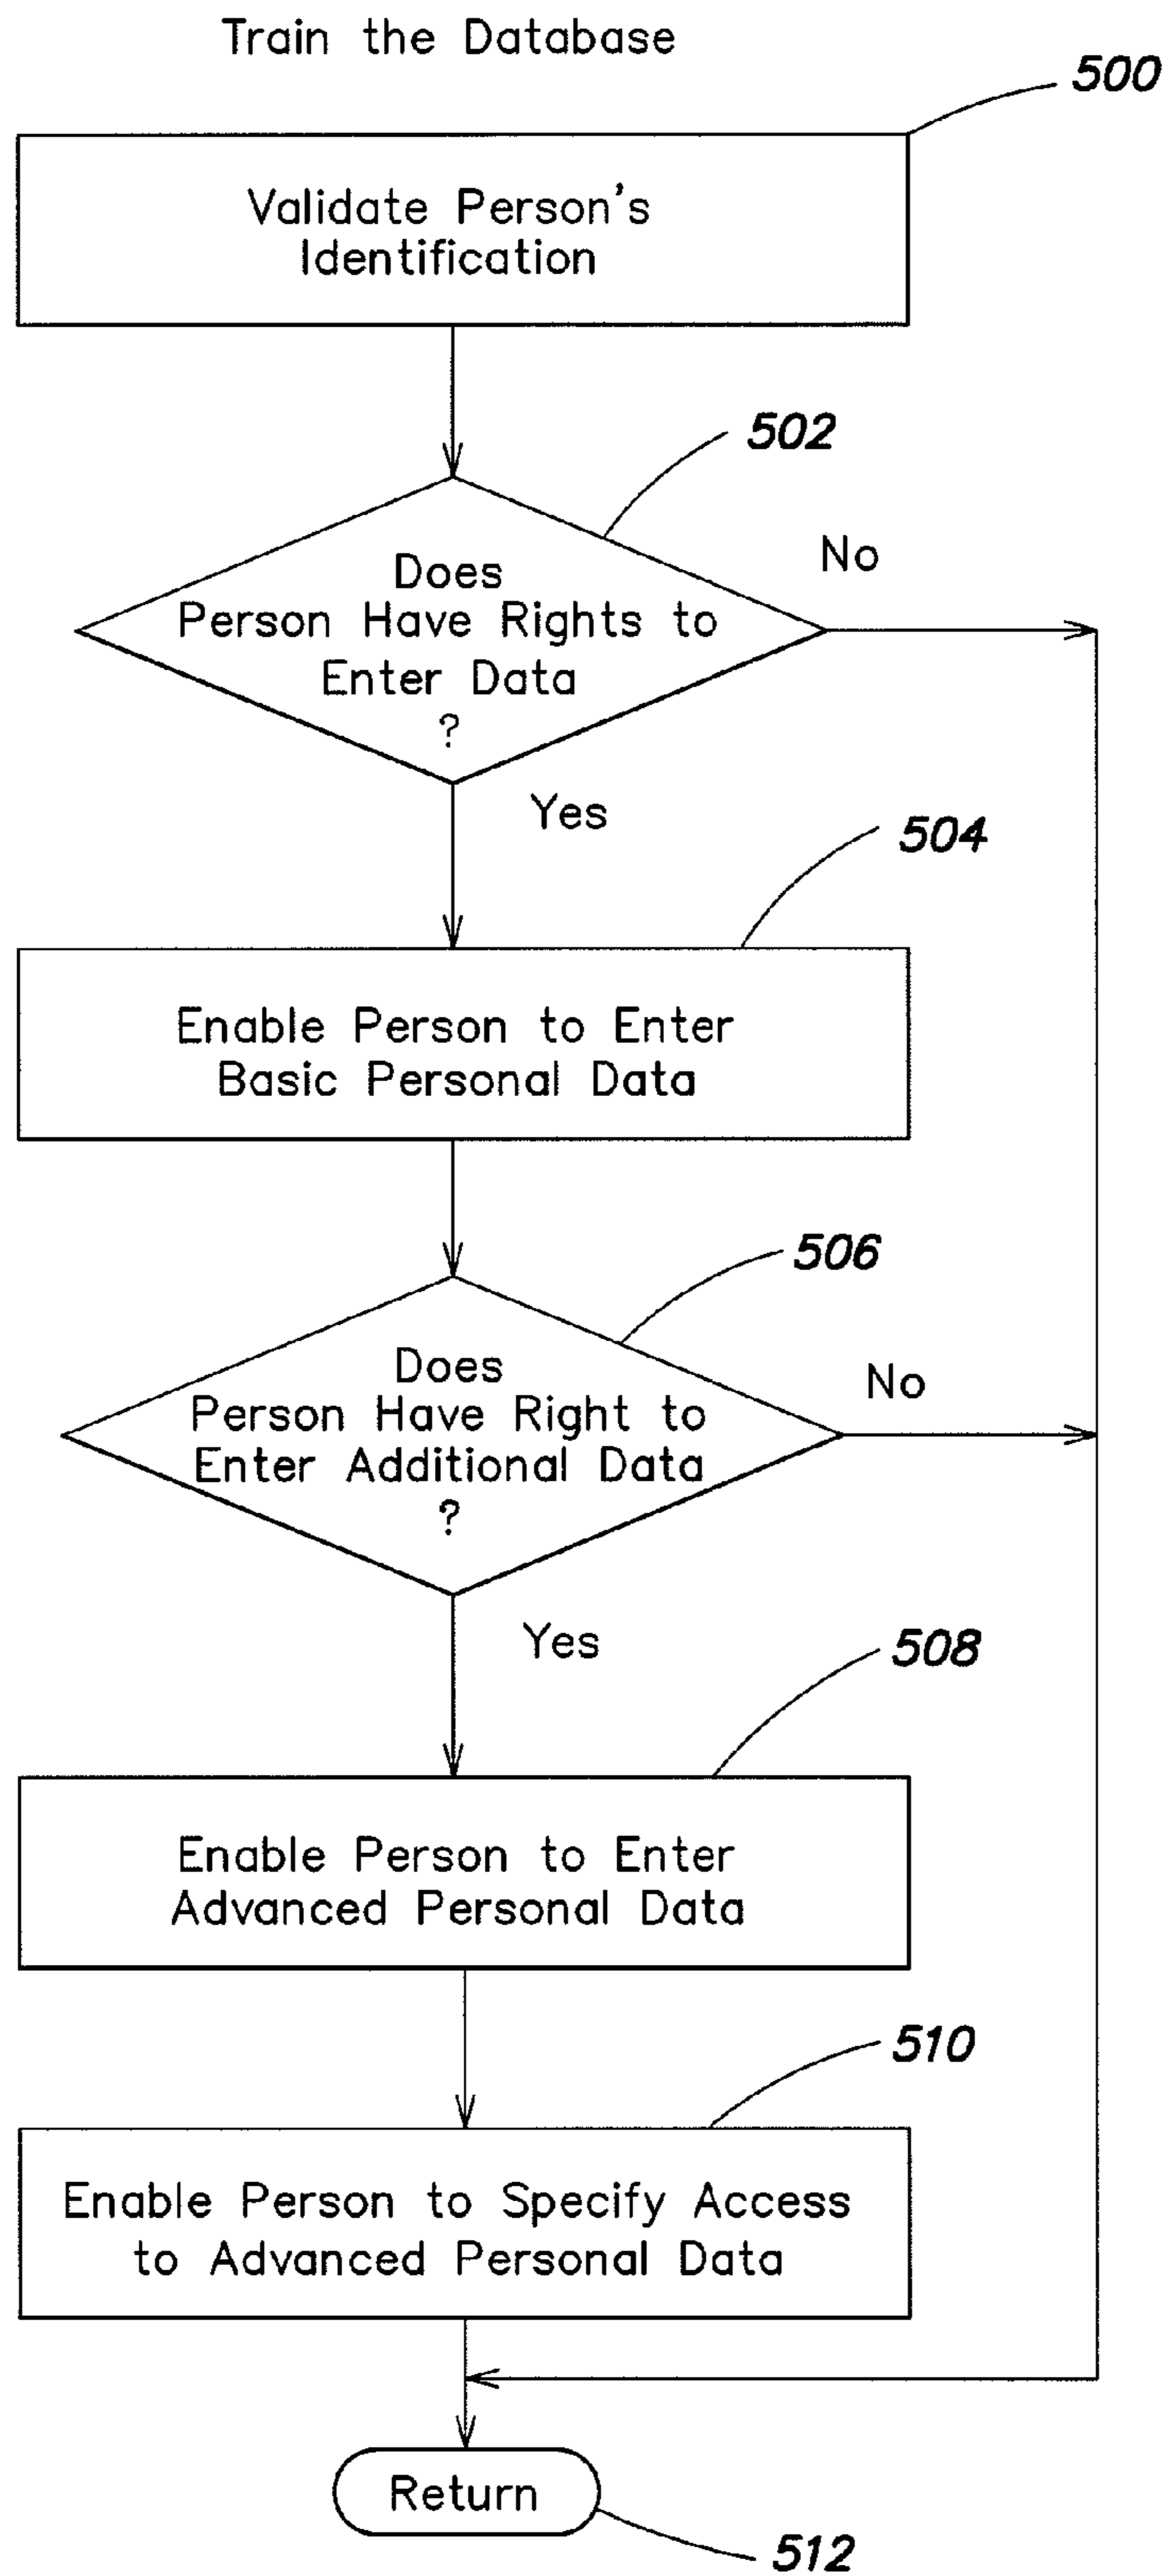 Train the Database
500
Validate Person's
Identification
502
No
Does
Person Have Rights to
Enter Data
?
Yes
504
Enable Person to Enter
Basic Personal Data
506
Does
No
Person Have Right to
Enter Additional Data
?
Yes
508
Enable Person to Enter
Advanced Personal Data
510
Enable Person to Specify Access
to Advanced Personal Data
Return
512